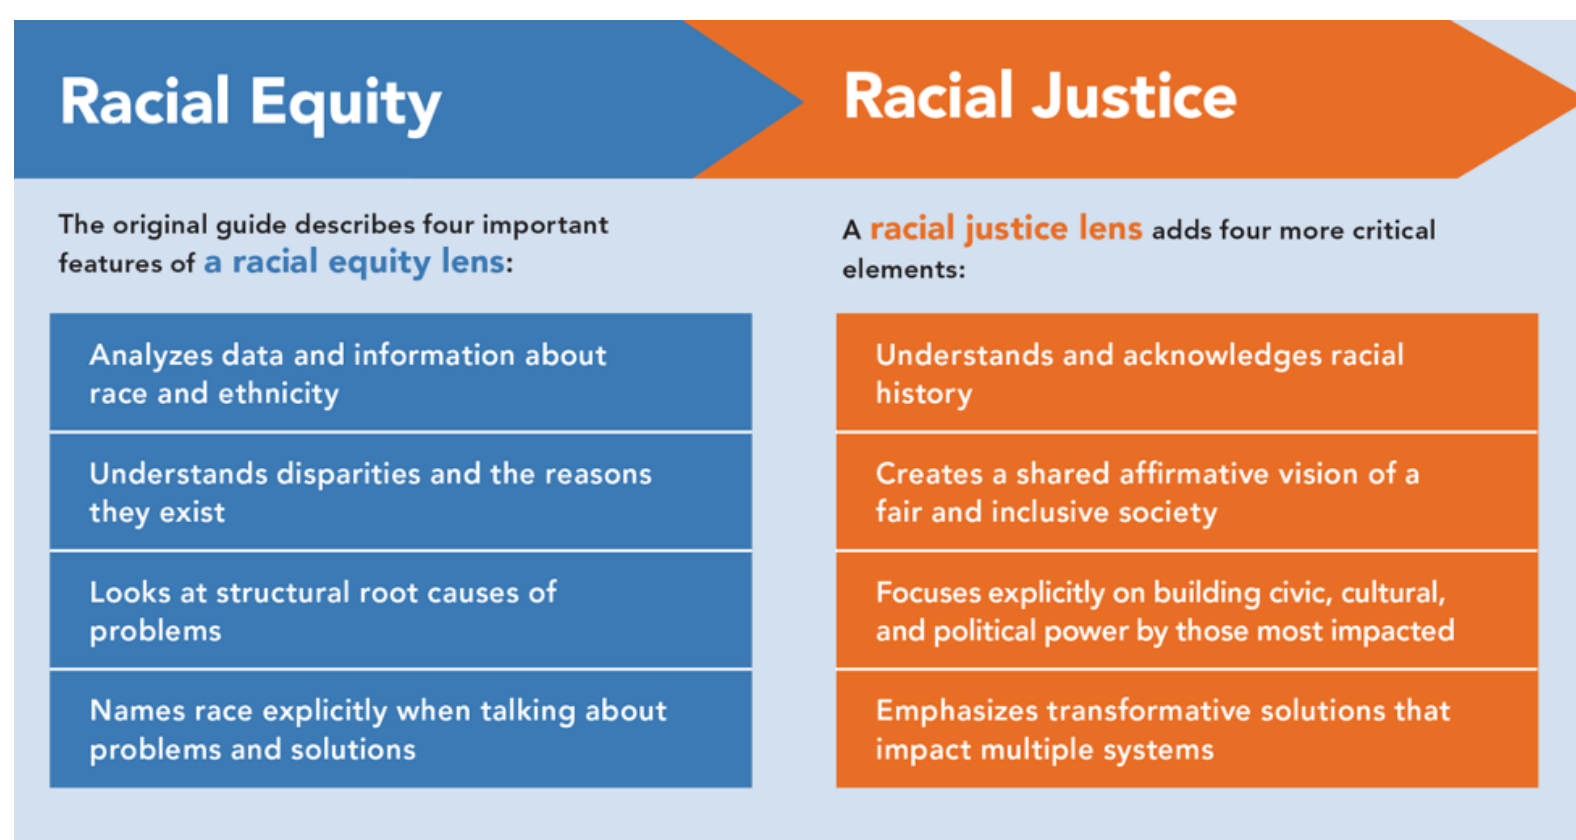 Racial Equity
The original guide describes four important
features of a racial equity lens:
Analyzes data and information about
race and ethnicity
Understands disparities and the reasons
they exist
Looks at structural root causes of
problems
Names race explicitly when talking about
problems and solutions
Racial Justice
A racial justice lens adds four more critical
elements:
Understands and acknowledges racial
history
Creates a shared affirmative vision of a
fair and inclusive society
Focuses explicitly on building civic, cultural,
and political power by those most impacted
Emphasizes transformative solutions that
impact multiple systems